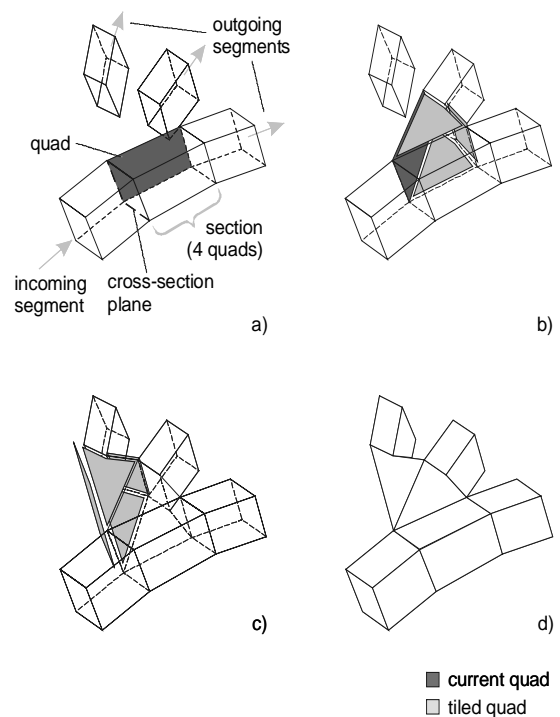 outgoing
segments
quad
section
(4 quads)
incoming
segment
cross-section
plane
a)
b)
c)
d)
current quad
tiled quad